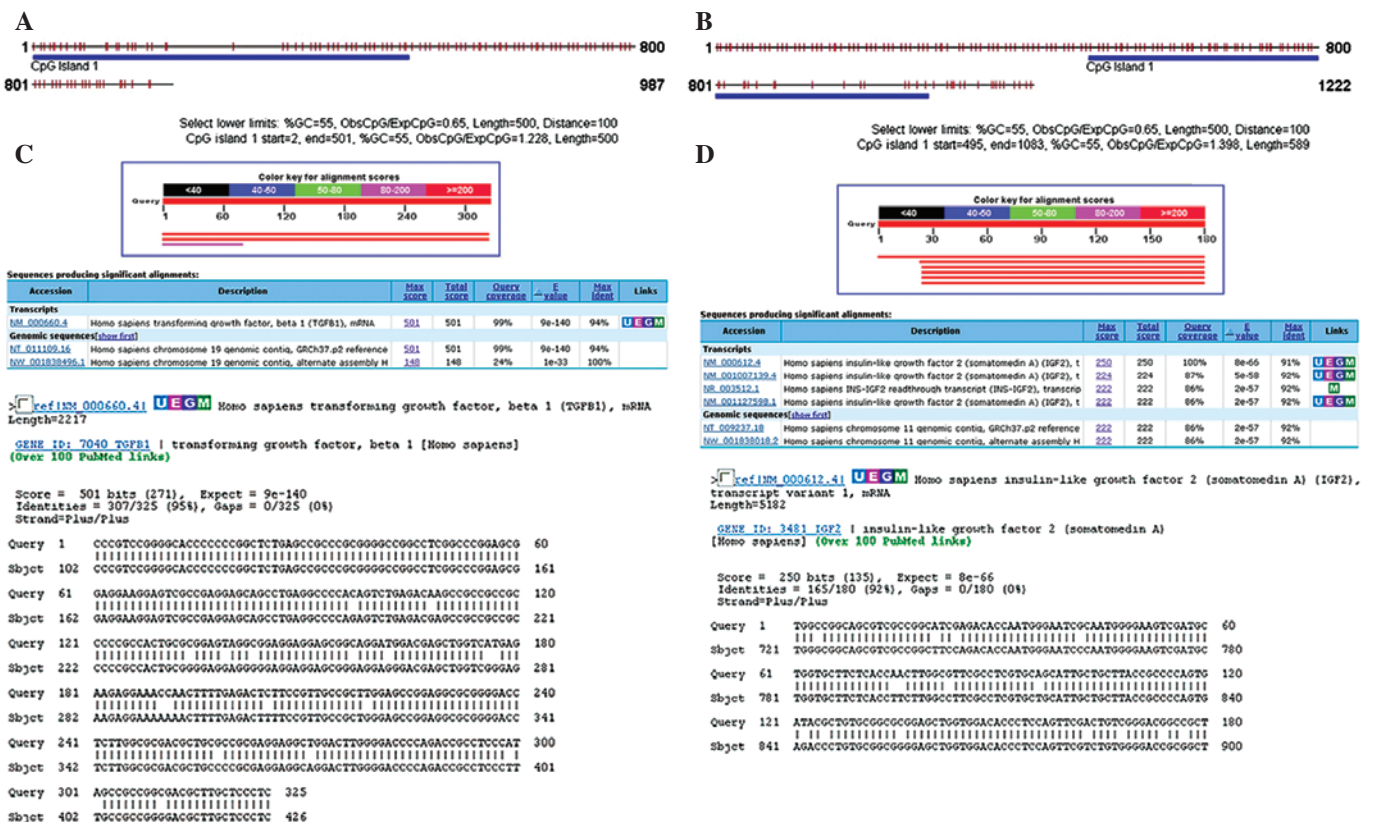 A
1 800
CpG Island 1
801 987
Select lower limits: %GC=55, ObsCpG/ExpCpG=0.65, Length=500, Distance=100
CpG island 1 start=2, end=501, %GC=55, ObsCpG/ExpCpG=1.228, Length=500
B
1 800
CpG Island 1
801 1222
Select lower limits: %GC=55, ObsCpG/ExpCpG=0.65, Length=500, Distance=100
CpG island 1 start=495, end=1083, %GC=55, ObsCpG/ExpCpG=1.398, Length=589
C
Color key for alignment scores
<40 40-50 50-80 80-200 >=200
Query
1 60 120 180 240 300
Sequences producing significant alignments:
Accession Description Max score Total score Query coverage E value Max ident Links
Transcripts
NM_000660.4 Homo sapiens transforming growth factor, beta 1 (TGFB1), mRNA 501 501 99% 9e-140 94% U E G M
Genomic sequences[show first]
NT_011109.16 Homo sapiens chromosome 19 genomic contig, GRCh37.p2 reference 501 501 99% 9e-140 94%
NW_001838496.1 Homo sapiens chromosome 19 genomic contig, alternate assembly H 148 148 24% 1e-33 100%
>ref|NM_000660.4| U E G M Homo sapiens transforming growth factor, beta 1 (TGFB1), mRNA
Length=2217
GENE ID: 7040 TGFB1 | transforming growth factor, beta 1 [Homo sapiens]
(Over 100 PubMed links)
Score = 501 bits (271), Expect = 9e-140
Identities = 307/325 (95%), Gaps = 0/325 (0%)
Strand=Plus/Plus
Query 1 CCCGTCCGGGGCACCCCCCCGGCTCTGAGCCGCCCGCGGGGCCGGCCTCGGCCCGGAGCG 60
Sbjct 102 CCCGTCCGGGGCACCCCCCCGGCTCTGAGCCGCCCGCGGGGCCGGCCTCGGCCCGGAGCG 161
Query 61 GAGGAAGGAGTCGCCGAGGAGCAGCCTGAGGCCCCACAGTCTGAGACAAGCCGCCGCCGC 120
Sbjct 162 GAGGAAGGAGTCGCCGAGGAGCAGCCTGAGGCCCCAGAGTCTGAGACGAGCCGCCGCCGC 221
Query 121 CCCCGCCACTGCGCGGAGTAGGCGGAGGAGGAGCGGCAGGATGGACGAGCTGGTCATGAG 180
Sbjct 222 CCCCGCCACTGCGGGGAGGAGGGGGAGGAGGAGCGGGAGGAGGGACGAGCTGGTCGGGAG 281
Query 181 AAGAGGAAACCAACTTTTGAGACTCTTCCGTTGCCGCTTGGAGCCGGAGGCGCGGGGACC 240
Sbjct 282 AAGAGGAAAAAAACTTTTGAGACTTTTCCGTTGCCGCTGGGAGCCGGAGGCGCGGGGACC 341
Query 241 TCTTGGCGCGACGCTGCGCCGCGAGGAGGCTGGACTTGGGGACCCCAGACCGCCTCCCAT 300
Sbjct 342 TCTTGGCGCGACGCTGCCCCGCGAGGAGGCAGGACTTGGGGACCCCAGACCGCCTCCCTT 401
Query 301 AGCCGCCGGCGACGCTTGCTCCCTC 325
Sbjct 402 TGCCGCCGGGGACGCTTGCTCCCTC 426
D
Color key for alignment scores
<40 40-50 50-80 80-200 >=200
Query
1 30 60 90 120 150 180
Sequences producing significant alignments:
Accession Description Max score Total score Query coverage E value Max ident Links
Transcripts
NM_000612.4 Homo sapiens insulin-like growth factor 2 (somatomedin A) (IGF2), t 250 250 100% 8e-66 91% U E G M
NM_001007139.4 Homo sapiens insulin-like growth factor 2 (somatomedin A) (IGF2), t 224 224 87% 5e-58 92% U E G M
NR_003512.1 Homo sapiens INS-IGF2 readthrough transcript (INS-IGF2), transcrip 222 222 86% 2e-57 92% M
NM_001127598.1 Homo sapiens insulin-like growth factor 2 (somatomedin A) (IGF2), t 222 222 86% 2e-57 92% U E G M
Genomic sequences[show first]
NT_009237.18 Homo sapiens chromosome 11 genomic contig, GRCh37.p2 reference 222 222 86% 2e-57 92%
NW_001838018.2 Homo sapiens chromosome 11 genomic contig, alternate assembly H 222 222 86% 2e-57 92%
>ref|NM_000612.4| U E G M Homo sapiens insulin-like growth factor 2 (somatomedin A) (IGF2),
transcript variant 1, mRNA
Length=5182
GENE ID: 3481 IGF2 | insulin-like growth factor 2 (somatomedin A)
[Homo sapiens] (Over 100 PubMed links)
Score = 250 bits (135), Expect = 8e-66
Identities = 165/180 (92%), Gaps = 0/180 (0%)
Strand=Plus/Plus
Query 1 TGGCCGGCAGCGTCGCCGGCATCGAGACACCAATGGGAATCGCAATGGGGAAGTCGATGC 60
Sbjct 721 TGGGCGGCAGCGTCGCCGGCTTCCAGACACCAATGGGAATCCCAATGGGGAAGTCGATGC 780
Query 61 TGGTGCTTCTCACCAACTTGGCGTTCGCCTCGTGCAGCATTGCTGCTTACCGCCCCAGTG 120
Sbjct 781 TGGTGCTTCTCACCTTCTTGGCCTTCGCCTCGTGCTGCATTGCTGCTTACCGCCCCAGTG 840
Query 121 ATACGCTGTGCGGCGCGGAGCTGGTGGACACCCTCCAGTTCGACTGTCGGGACGGCCGCT 180
Sbjct 841 AGACCCTGTGCGGCGGGGAGCTGGTGGACACCCTCCAGTTCGTCTGTGGGGACCGCGGCT 900